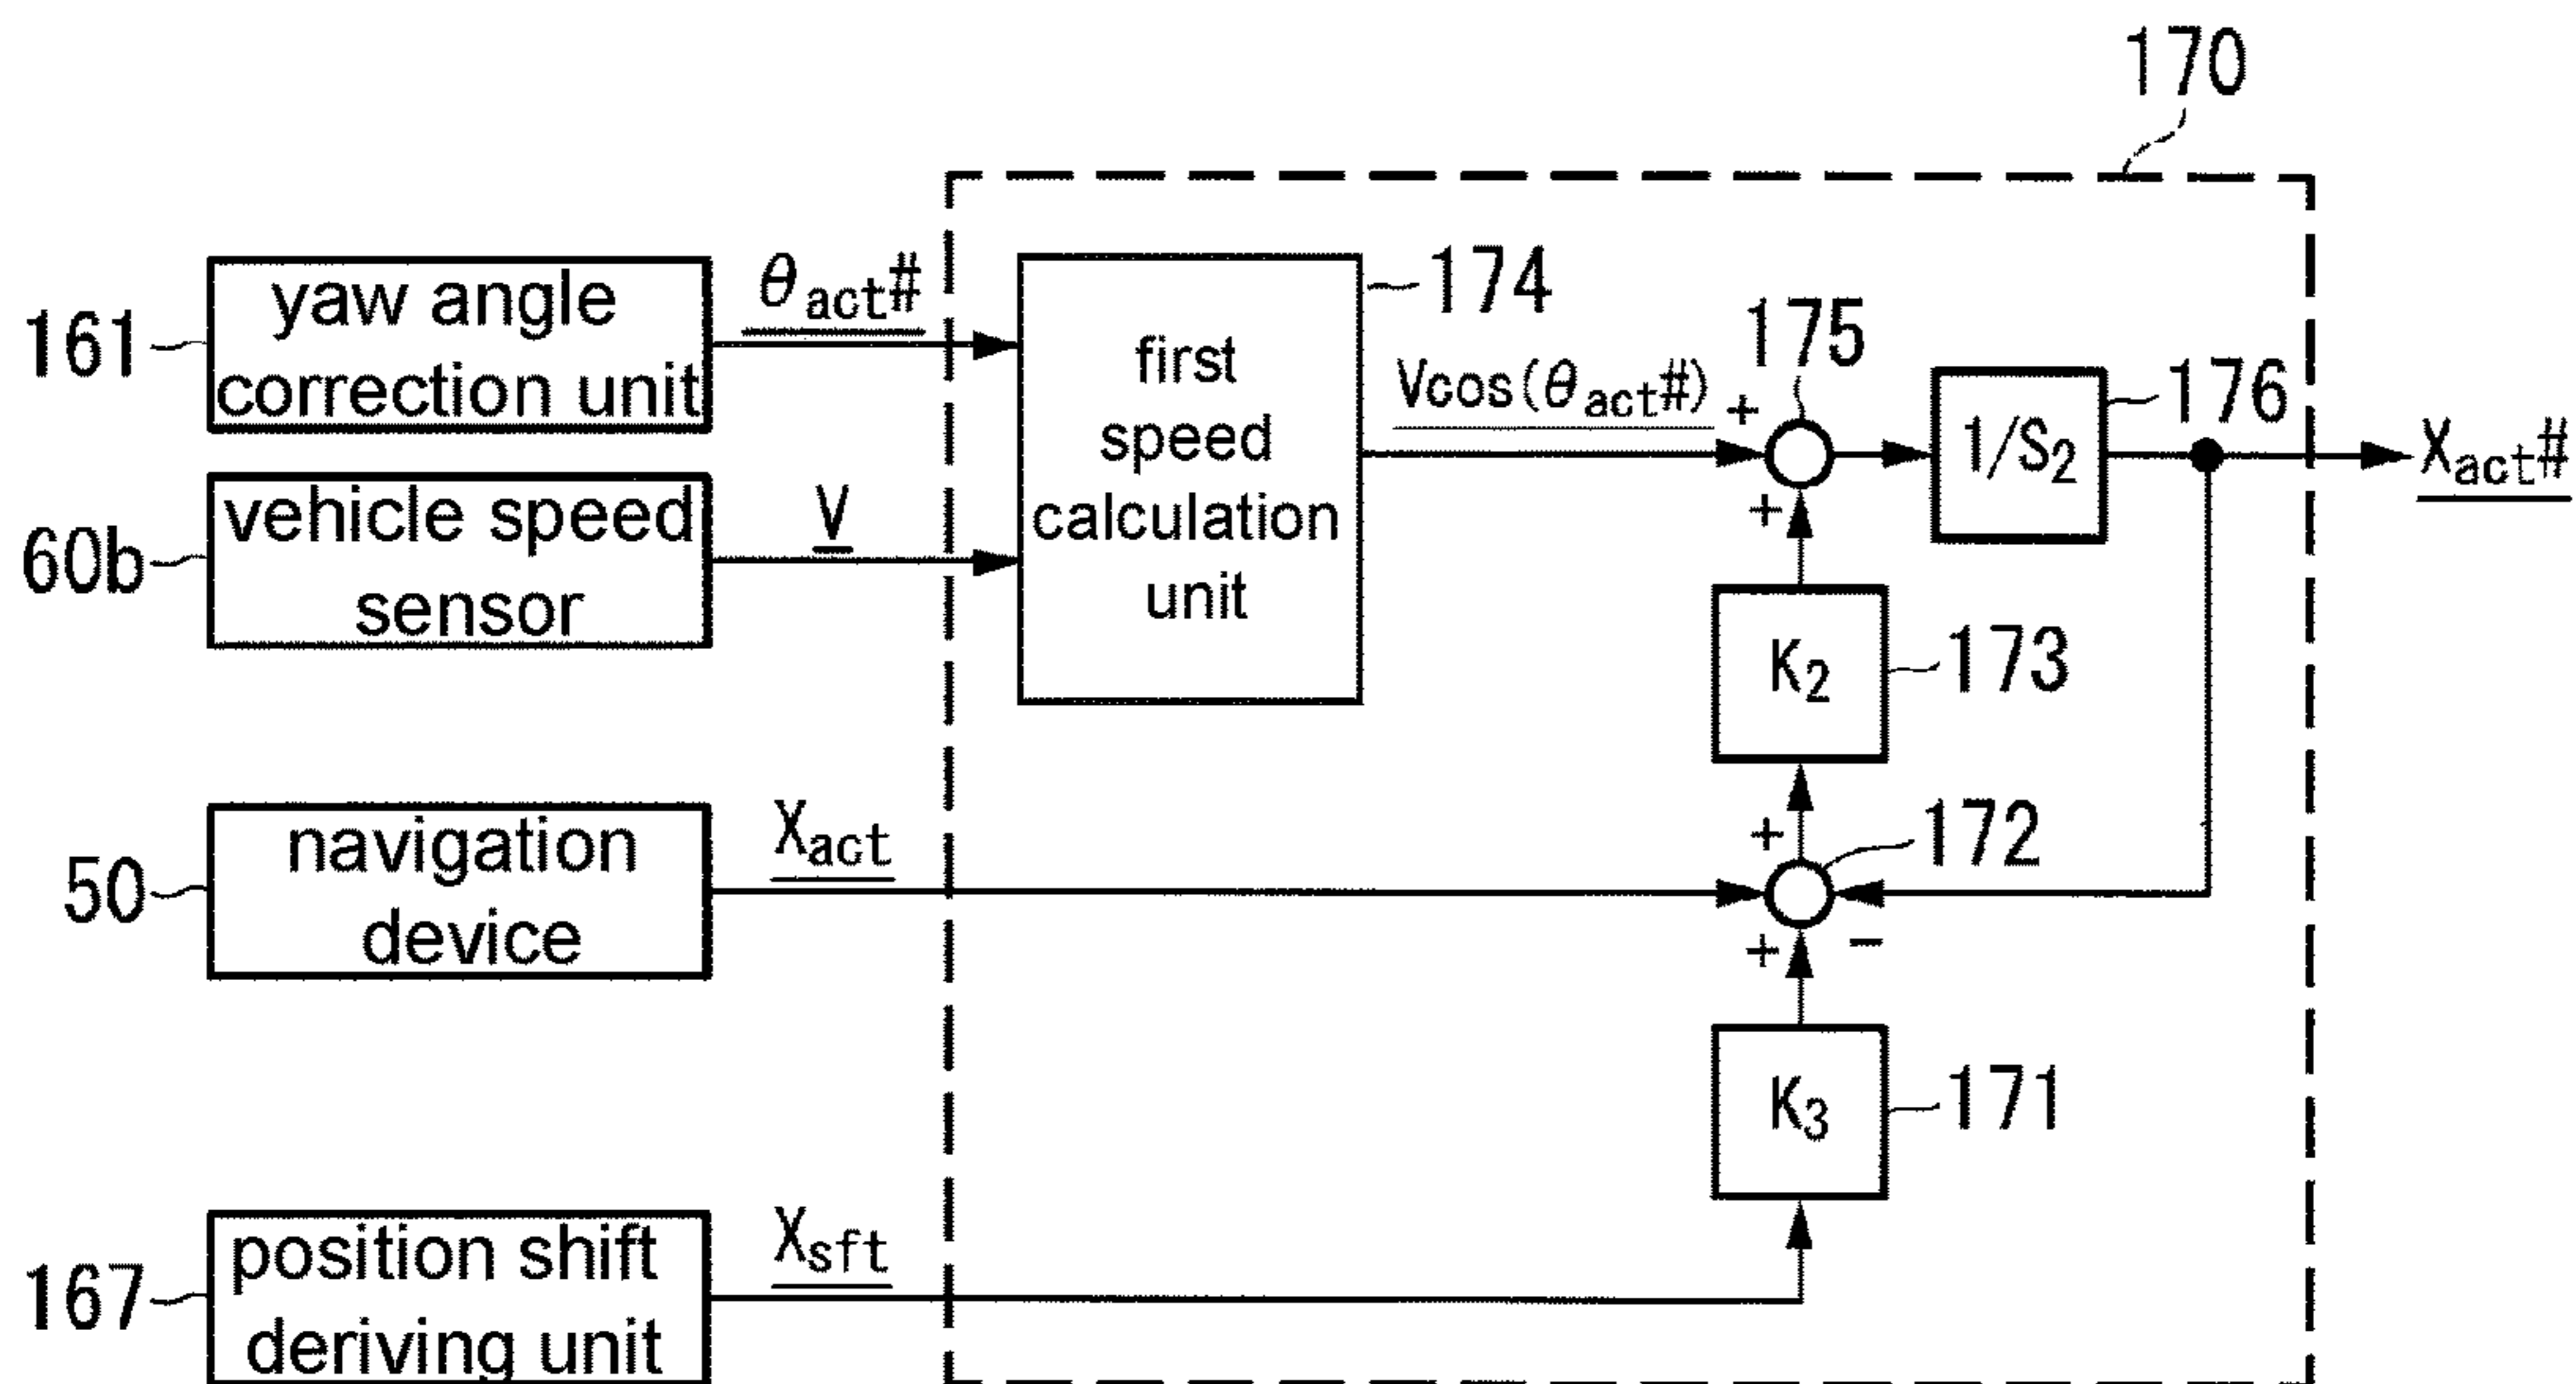 170
161
yaw angle
correction unit
θact#
first
speed
calculation
unit
174
Vcos(θact#)
+
175
+
1/S2
176
Xact#
60b
vehicle speed
sensor
V
K2
173
50
navigation
device
Xact
+
172
+
−
K3
171
167
position shift
deriving unit
Xsft